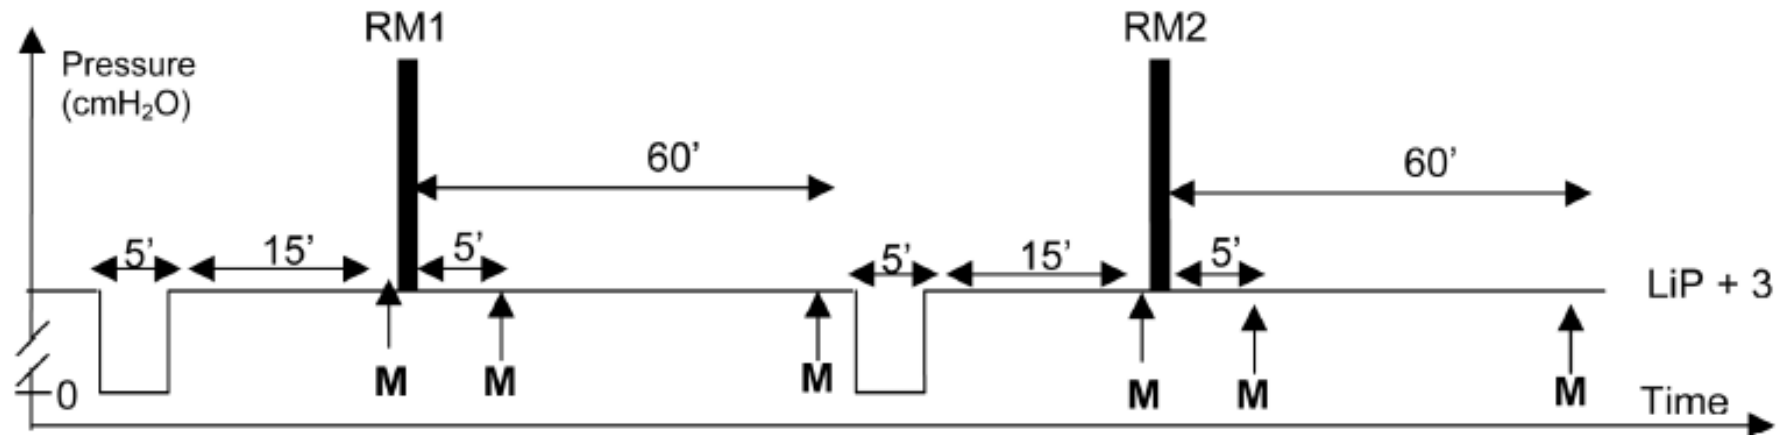 RM1
RM2
Pressure
(cmH₂O)
60’
60’
5’
15’
5’
5’
15’
5’
LiP + 3
M
M
M
M
M
M
0
Time